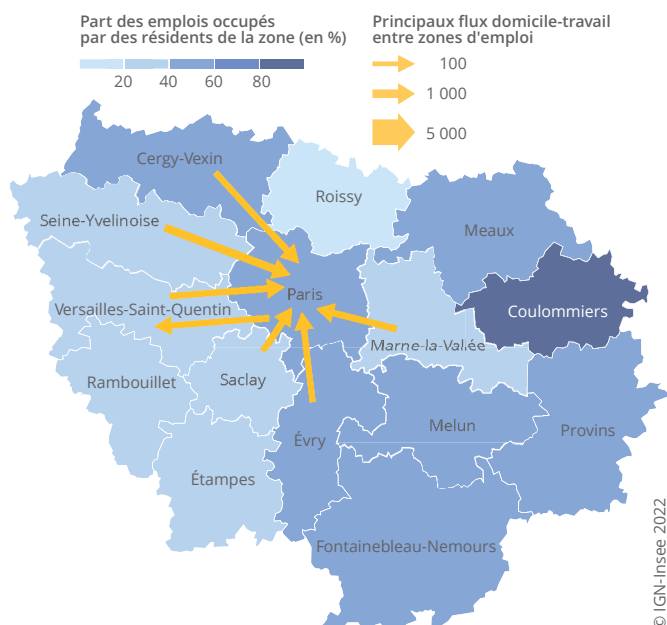 Part des emplois occupés
par des résidents de la zone (en %)
20 40 60 80
Principaux flux domicile-travail
entre zones d'emploi
100
1 000
5 000
Cergy-Vexin
Roissy
Seine-Yvelinoise
Meaux
Paris
Versailles-Saint-Quentin
Coulommiers
Marne-la-Vallée
Rambouillet
Saclay
Melun
Provins
Évry
Étampes
Fontainebleau-Nemours
© IGN-Insee 2022